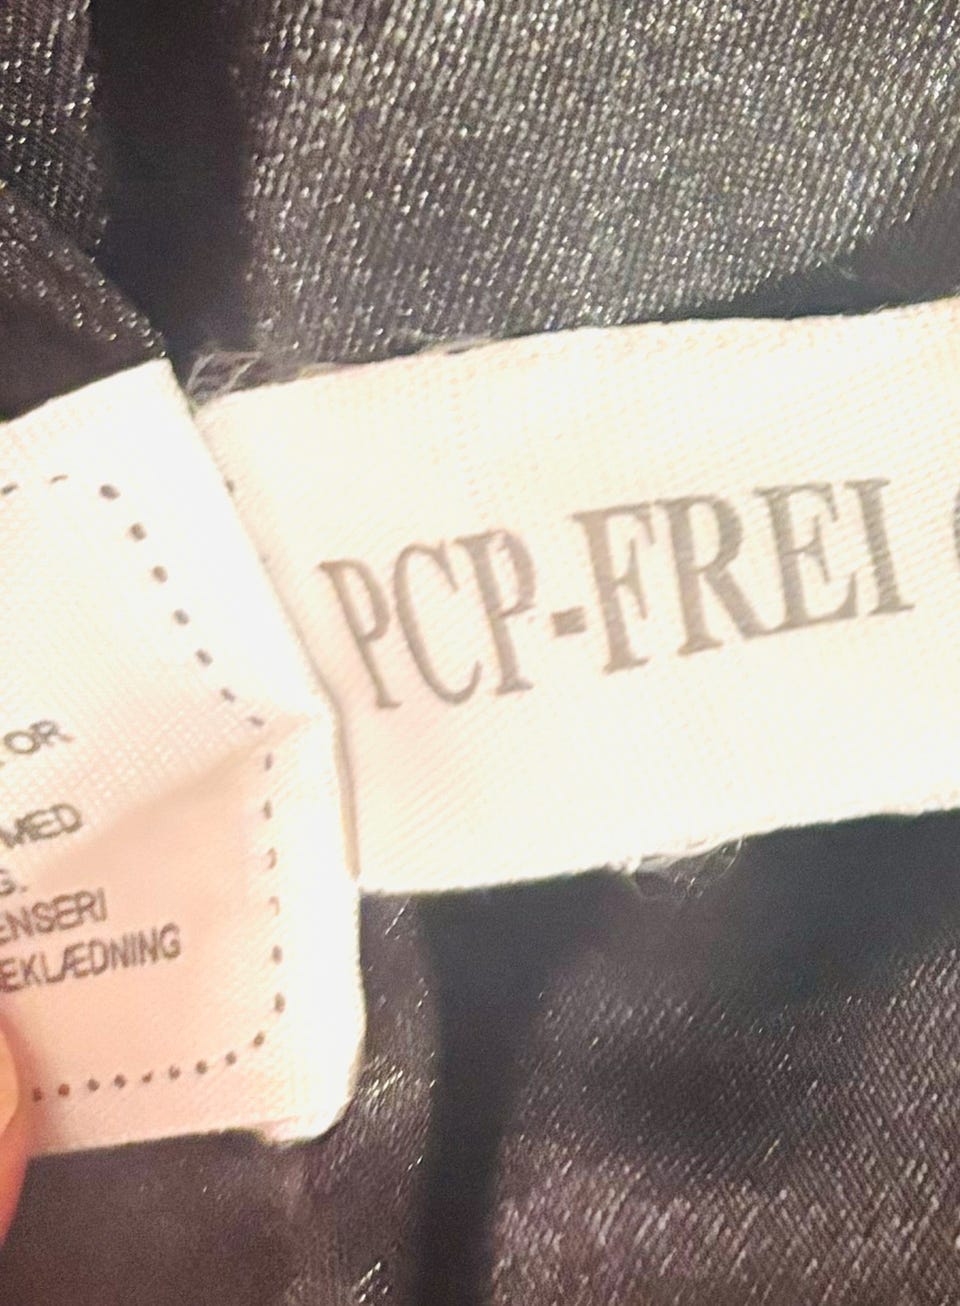 PCP-FREI
OR
MED
G.
ENSERI
EKLÆDNING